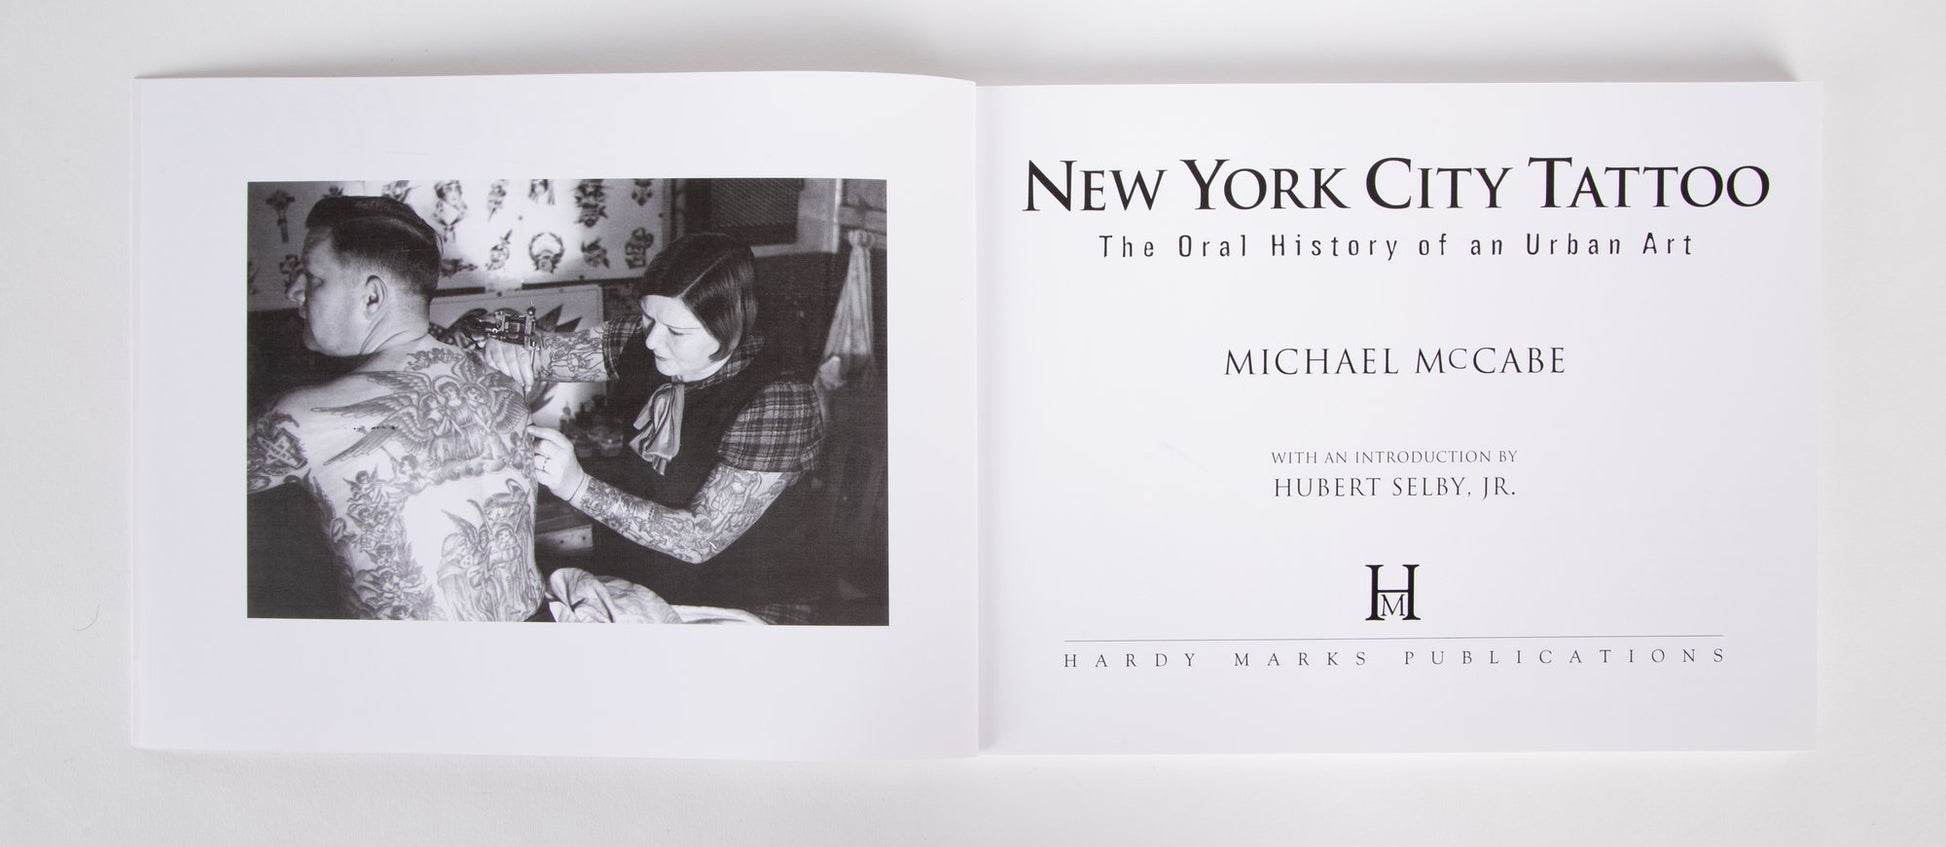 NEW YORK CITY TATTOO
The Oral History of an Urban Art
MICHAEL MCCABE
WITH AN INTRODUCTION BY
HUBERT SELBY, JR.
HM
HARDY MARKS PUBLICATIONS